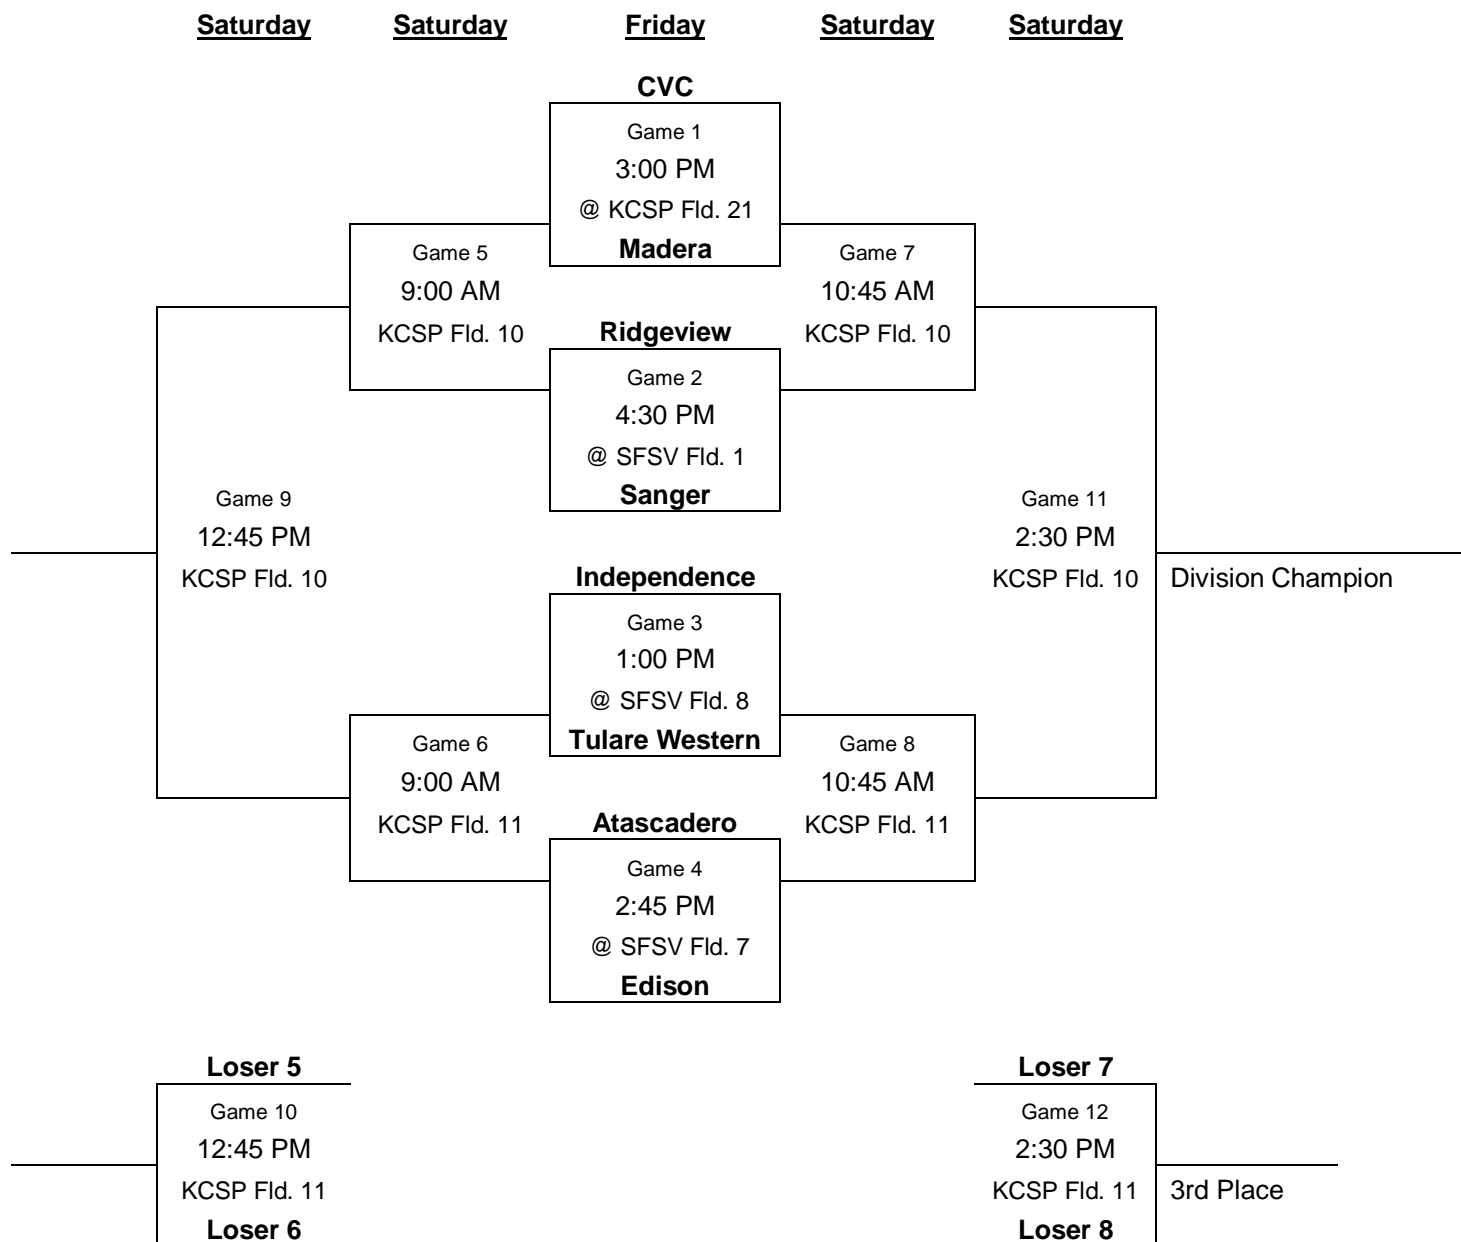 Saturday Saturday Friday Saturday Saturday
CVC
Game 1
3:00 PM
@ KCSP Fld. 21
Madera
Game 5
9:00 AM
KCSP Fld. 10
Game 7
10:45 AM
KCSP Fld. 10
Ridgeview
Game 2
4:30 PM
@ SFSV Fld. 1
Sanger
Game 9
12:45 PM
KCSP Fld. 10
Game 11
2:30 PM
KCSP Fld. 10
Division Champion
Independence
Game 3
1:00 PM
@ SFSV Fld. 8
Tulare Western
Game 6
9:00 AM
KCSP Fld. 11
Game 8
10:45 AM
KCSP Fld. 11
Atascadero
Game 4
2:45 PM
@ SFSV Fld. 7
Edison
Loser 5
Game 10
12:45 PM
KCSP Fld. 11
Loser 6
Loser 7
Game 12
2:30 PM
KCSP Fld. 11
3rd Place
Loser 8